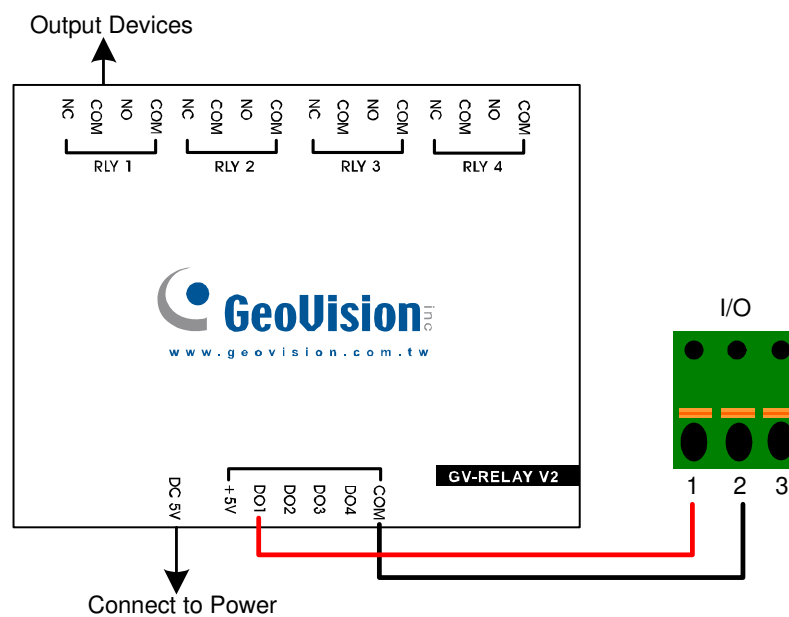 Output Devices
NC COM NO COM NC COM NO COM NC COM NO COM NC COM NO COM
RLY 1 RLY 2 RLY 3 RLY 4
GeoVision inc
www.geovision.com.tw
I/O
GV-RELAY V2
DC 5V +5V DO1 DO2 DO3 DO4 COM
1 2 3
Connect to Power